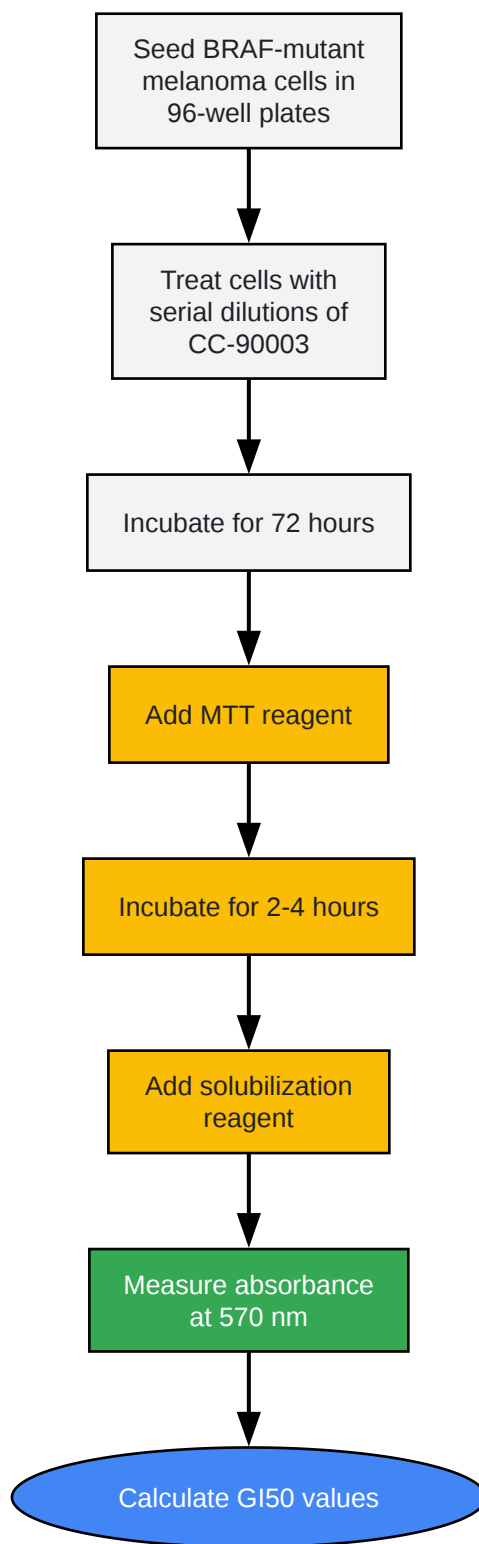 Seed BRAF-mutant
melanoma cells in
96-well plates
Treat cells with
serial dilutions of
CC-90003
Incubate for 72 hours
Add MTT reagent
Incubate for 2-4 hours
Add solubilization
reagent
Measure absorbance
at 570 nm
Calculate GI50 values